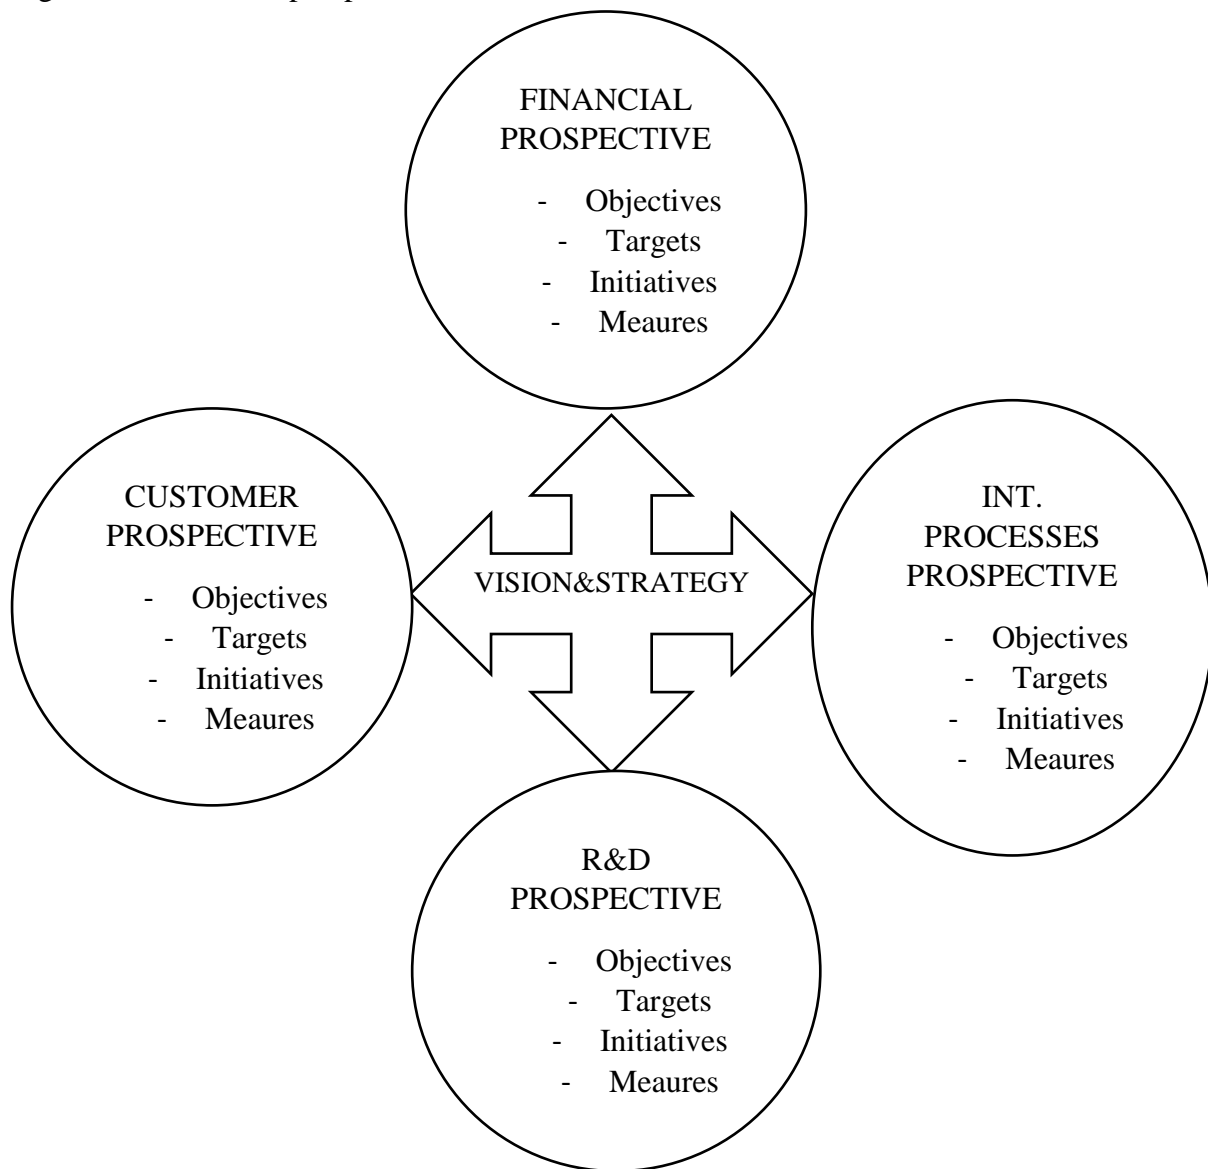 FINANCIAL
PROSPECTIVE
- Objectives
- Targets
- Initiatives
- Meaures
CUSTOMER
PROSPECTIVE
- Objectives
- Targets
- Initiatives
- Meaures
VISION&STRATEGY
INT.
PROCESSES
PROSPECTIVE
- Objectives
- Targets
- Initiatives
- Meaures
R&D
PROSPECTIVE
- Objectives
- Targets
- Initiatives
- Meaures